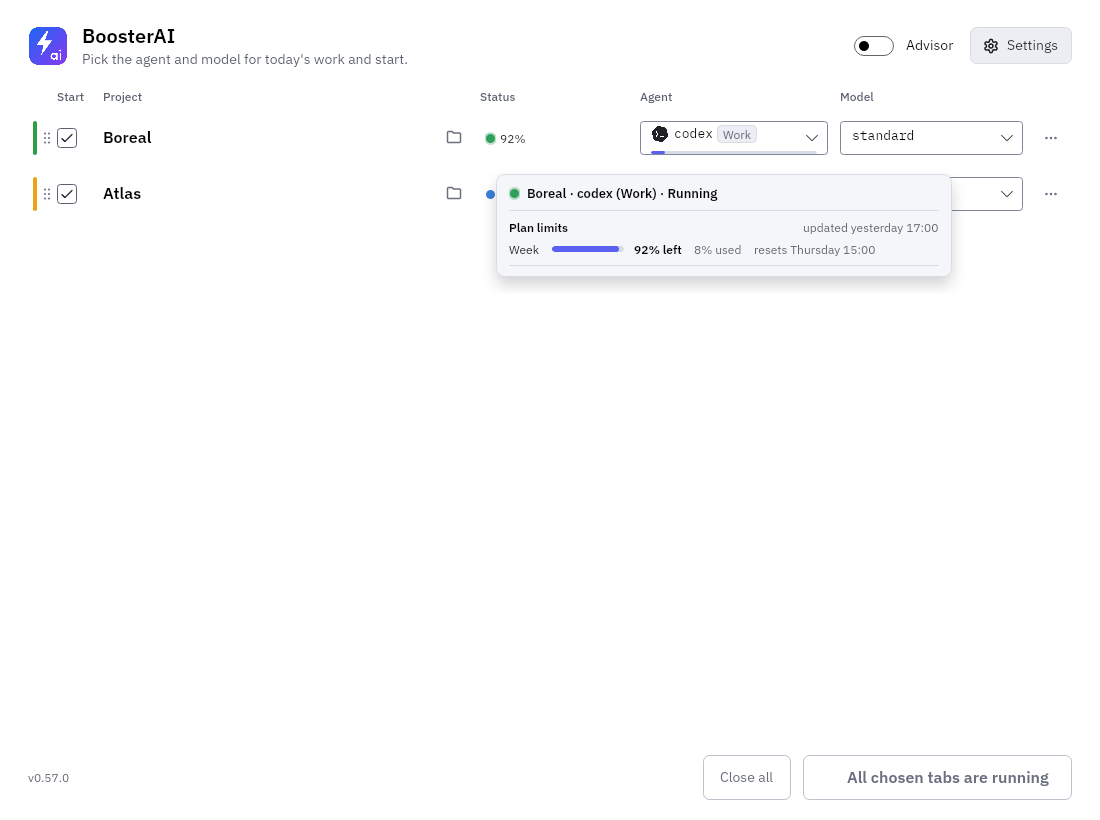 BoosterAI
Pick the agent and model for today's work and start.
Advisor
Settings
Start Project Status Agent Model
Boreal 92% codex Work standard
Atlas
Boreal · codex (Work) · Running
Plan limits updated yesterday 17:00
Week 92% left 8% used resets Thursday 15:00
v0.57.0
Close all
All chosen tabs are running
ai